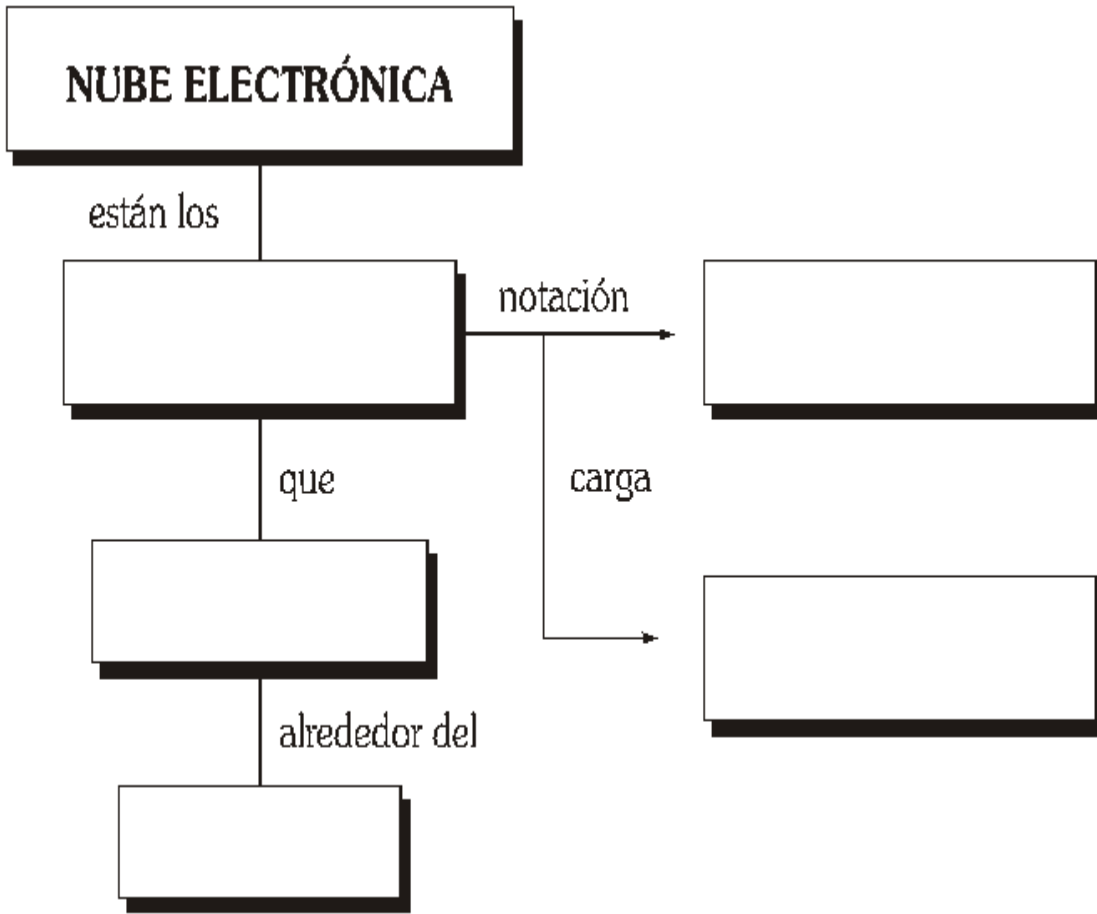 NUBE ELECTRÓNICA
están los
notación
que
carga
alrededor del